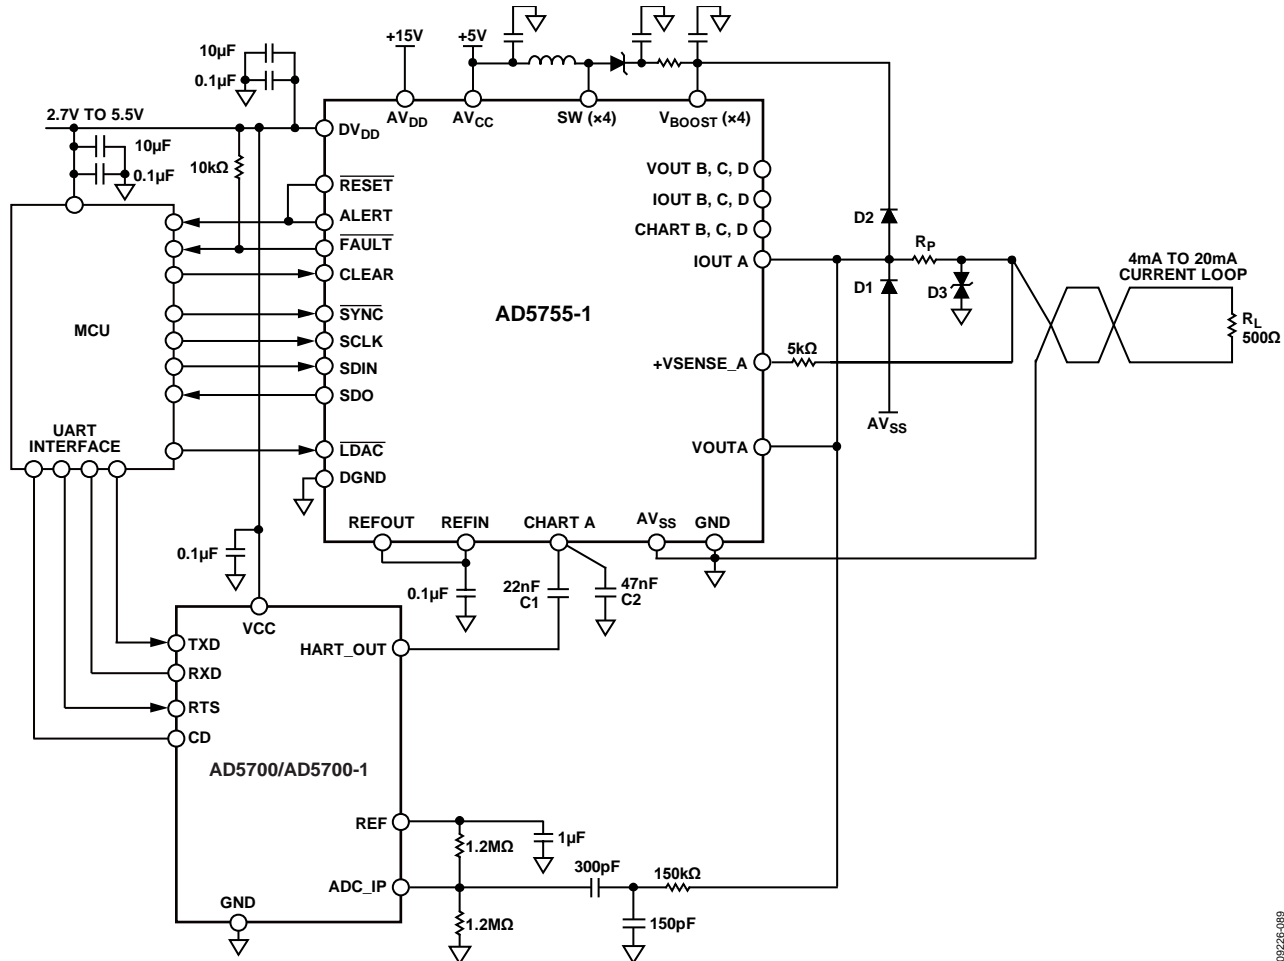 +15V
+5V
10µF
0.1µF
2.7V TO 5.5V
10µF
0.1µF
10kΩ
DVDD
AVDD
AVCC
SW (×4)
VBOOST (×4)
RESET
ALERT
FAULT
CLEAR
SYNC
SCLK
SDIN
SDO
LDAC
DGND
VOUT B, C, D
IOUT B, C, D
CHART B, C, D
IOUT A
+VSENSE_A
VOUTA
MCU
UART
INTERFACE
AD5755-1
D2
RP
D1
D3
5kΩ
AVSS
4mA TO 20mA
CURRENT LOOP
RL
500Ω
REFOUT
REFIN
CHART A
AVSS
GND
0.1µF
0.1µF
22nF
C1
47nF
C2
VCC
TXD
RXD
RTS
CD
HART_OUT
AD5700/AD5700-1
REF
ADC_IP
GND
1.2MΩ
1µF
1.2MΩ
300pF
150kΩ
150pF
09226-089